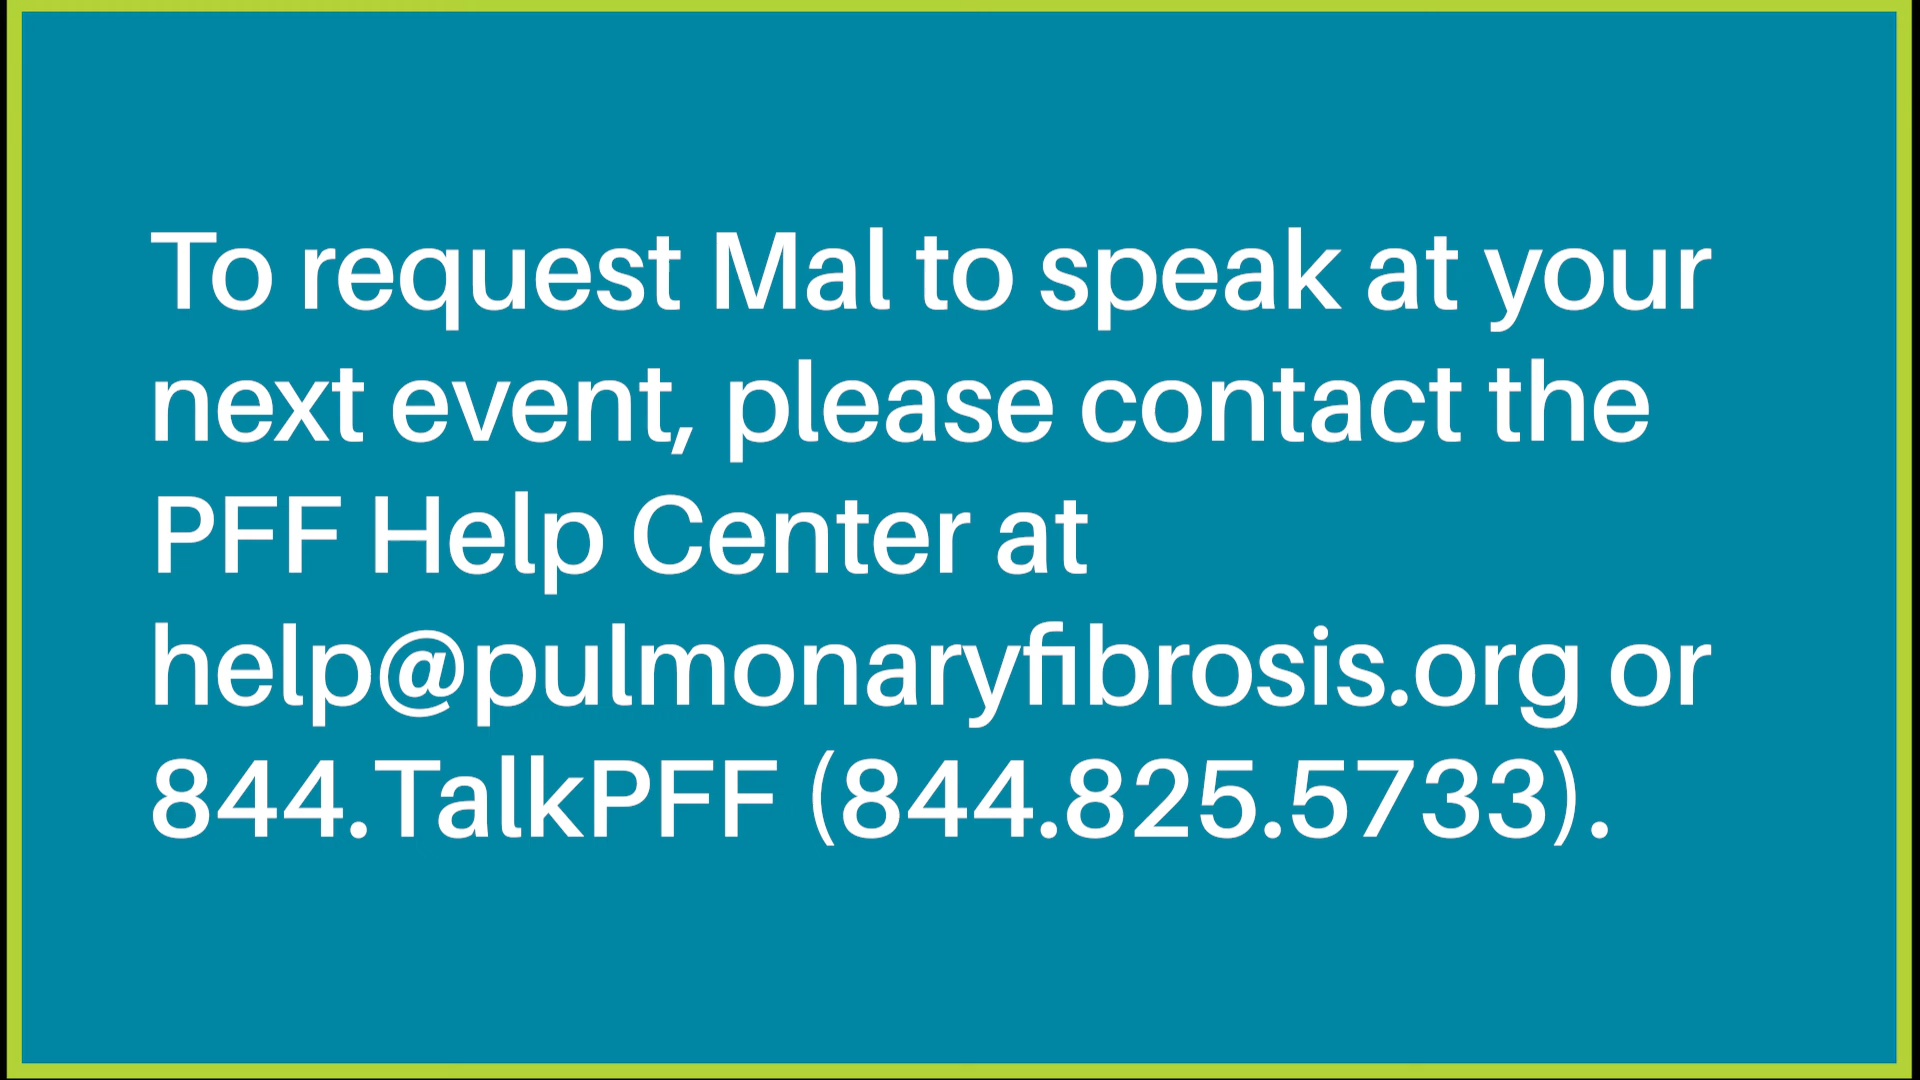 To request Mal to speak at your
next event, please contact the
PFF Help Center at
help@pulmonaryfibrosis.org or
844.TalkPFF (844.825.5733).